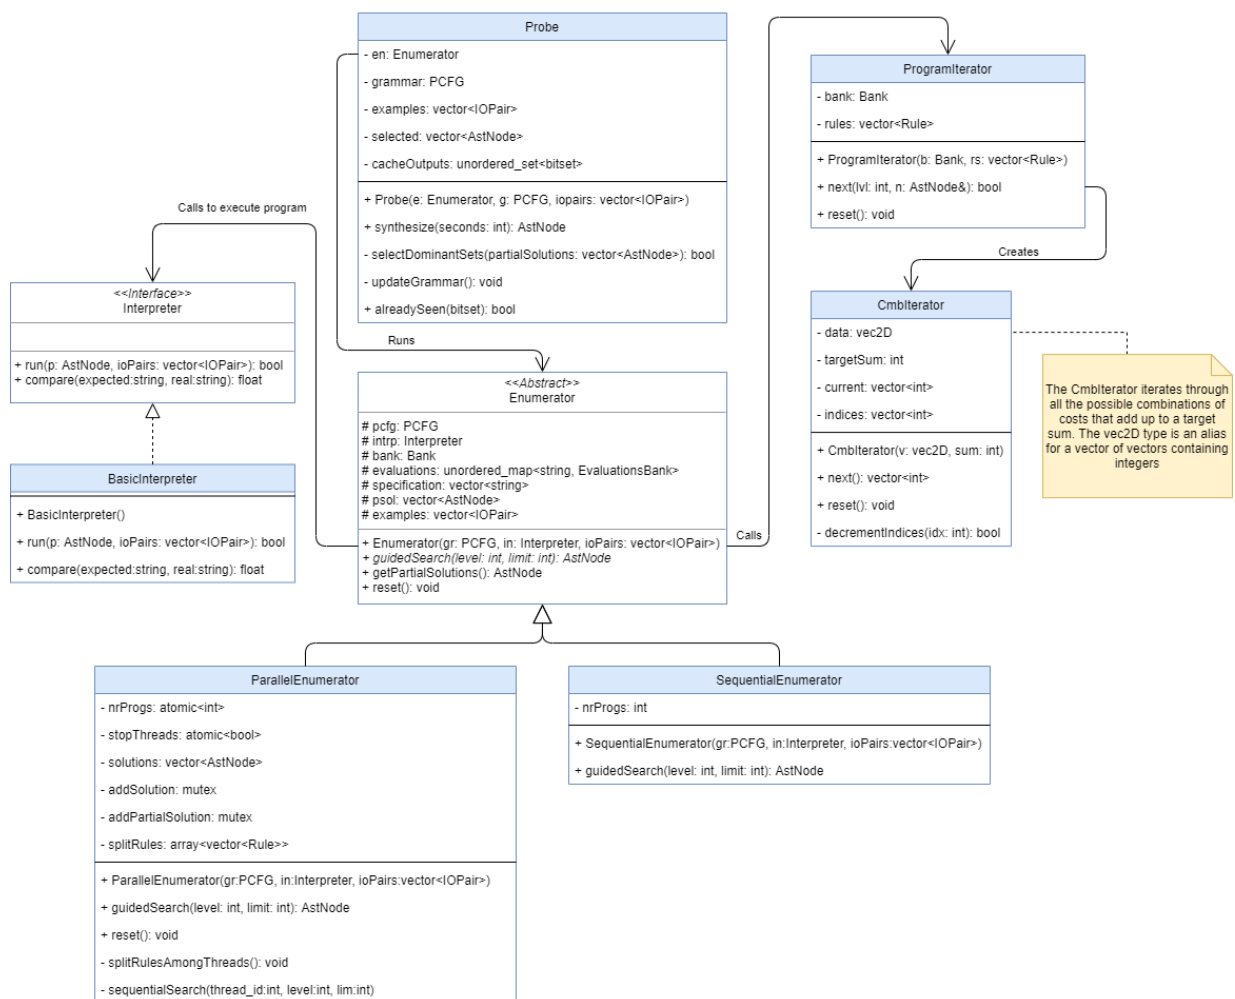 Probe
- en: Enumerator
- grammar: PCFG
- examples: vector<IOPair>
- selected: vector<AstNode>
- cacheOutputs: unordered_set<bitset>
+ Probe(e: Enumerator, g: PCFG, iopairs: vector<IOPair>)
+ synthesize(seconds: int): AstNode
- selectDominantSets(partialSolutions: vector<AstNode>): bool
- updateGrammar(): void
+ alreadySeen(bitset): bool
ProgramIterator
- bank: Bank
- rules: vector<Rule>
+ ProgramIterator(b: Bank, rs: vector<Rule>)
+ next(lvl: int, n: AstNode&): bool
+ reset(): void
Calls to execute program
Creates
<<Interface>>
Interpreter
+ run(p: AstNode, ioPairs: vector<IOPair>): bool
+ compare(expected:string, real:string): float
CmbIterator
- data: vec2D
- targetSum: int
- current: vector<int>
- indices: vector<int>
+ CmbIterator(v: vec2D, sum: int)
+ next(): vector<int>
+ reset(): void
- decrementIndices(idx: int): bool
The CmbIterator iterates through
all the possible combinations of
costs that add up to a target
sum. The vec2D type is an alias
for a vector of vectors containing
integers
Runs
<<Abstract>>
Enumerator
# pcfg: PCFG
# intrp: Interpreter
# bank: Bank
# evaluations: unordered_map<string, EvaluationsBank>
# specification: vector<string>
# psol: vector<AstNode>
# examples: vector<IOPair>
+ Enumerator(gr: PCFG, in: Interpreter, ioPairs: vector<IOPair>)
+ guidedSearch(level: int, limit: int): AstNode
+ getPartialSolutions(): AstNode
+ reset(): void
Calls
BasicInterpreter
+ BasicInterpreter()
+ run(p: AstNode, ioPairs: vector<IOPair>): bool
+ compare(expected:string, real:string): float
ParallelEnumerator
- nrProgs: atomic<int>
- stopThreads: atomic<bool>
- solutions: vector<AstNode>
- addSolution: mutex
- addPartialSolution: mutex
- splitRules: array<vector<Rule>>
+ ParallelEnumerator(gr:PCFG, in:Interpreter, ioPairs:vector<IOPair>)
+ guidedSearch(level: int, limit: int): AstNode
+ reset(): void
- splitRulesAmongThreads(): void
- sequentialSearch(thread_id:int, level:int, lim:int)
SequentialEnumerator
- nrProgs: int
+ SequentialEnumerator(gr:PCFG, in:Interpreter, ioPairs:vector<IOPair>)
+ guidedSearch(level: int, limit: int): AstNode